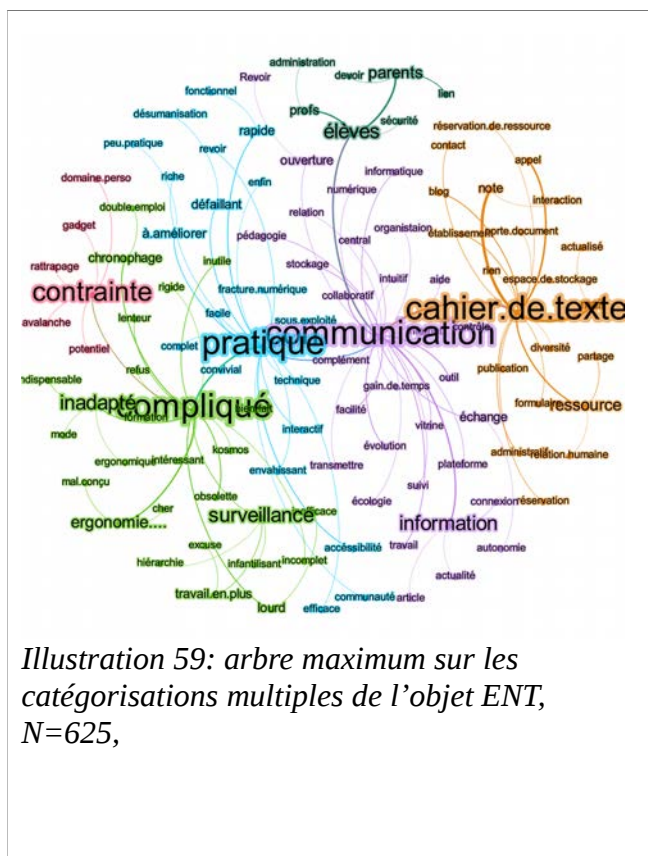 administration
Revoir
devoir
parents
fonctionnel
lien
désumanisation
profs
sécurité
rapide
élèves
réservation.de.ressource
peu.pratique
revoir
ouverture
contact
appel
domaine.perso
riche
enfin
informatique
blog
note
double.emploi
défaillant
numérique
interaction
gadget
relation
porte.document
à.améliorer
pédagogie
central
organistaion
établissement
actualisé
chronophage
inutile
rattrapage
stockage
intuitif
aide
rien
espace.de.stockage
contrainte
rigide
fracture.numérique
collaboratif
cahier.de.texte
avalanche
lenteur
facile
sous.exploité
communication
contrôle
potentiel
complet
pratique
diversité
refus
convivial
complément
partage
technique
publication
ndispensable
gain.de.temps
outil
inadapté
compliqué
formation
facilité
échange
formulaire
ressource
mode
interactif
vitrine
ergonomique
intéressant
kosmos
évolution
administratif
relation.humaine
mal.conçu
envahissant
transmettre
plateforme
obsolette
suivi
cher
écologie
connexion
réservation
ergonomie....
surveillance
inefficace
information
excuse
accéssibilité
travail
autonomie
hiérarchie
infantilisant
incomplet
actualité
travail.en.plus
communauté
article
lourd
efficace
Illustration 59: arbre maximum sur les
catégorisations multiples de l’objet ENT,
N=625,